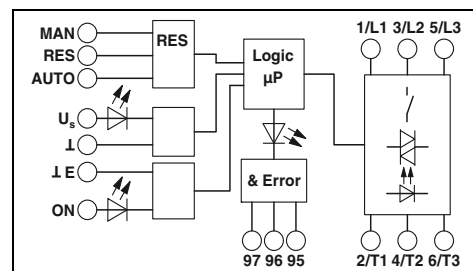 1/L1 3/L2 5/L3
MAN
RES
RES
AUTO
Logic
µP
Us
⊥
⊥ E
ON
& Error
97 96 95
2/T1 4/T2 6/T3